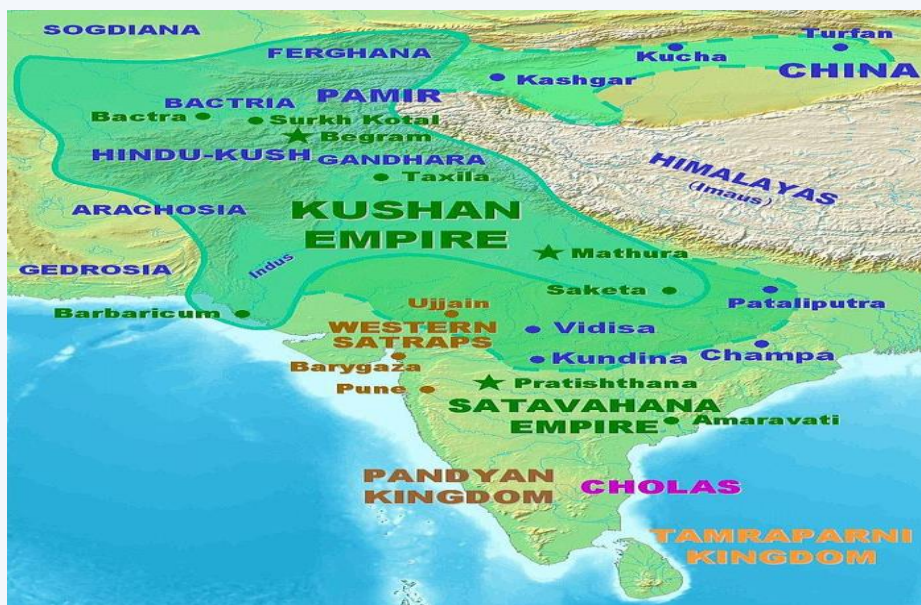 SOGDIANA
FERGHANA
Turfan
Kucha
Kashgar
CHINA
PAMIR
BACTRIA
Bactra
Surkh Kotal
Begram
HINDU-KUSH
GANDHARA
Taxila
HIMALAYAS
(Imaus)
ARACHOSIA
KUSHAN
EMPIRE
Mathura
GEDROSIA
Indus
Saketa
Pataliputra
Barbaricum
Ujjain
WESTERN
SATRAPS
Vidisa
Barygaza
Kundina
Champa
Pune
Pratishthana
SATAVAHANA
EMPIRE
Amaravati
PANDYAN
KINGDOM
CHOLAS
TAMRAPARNI
KINGDOM